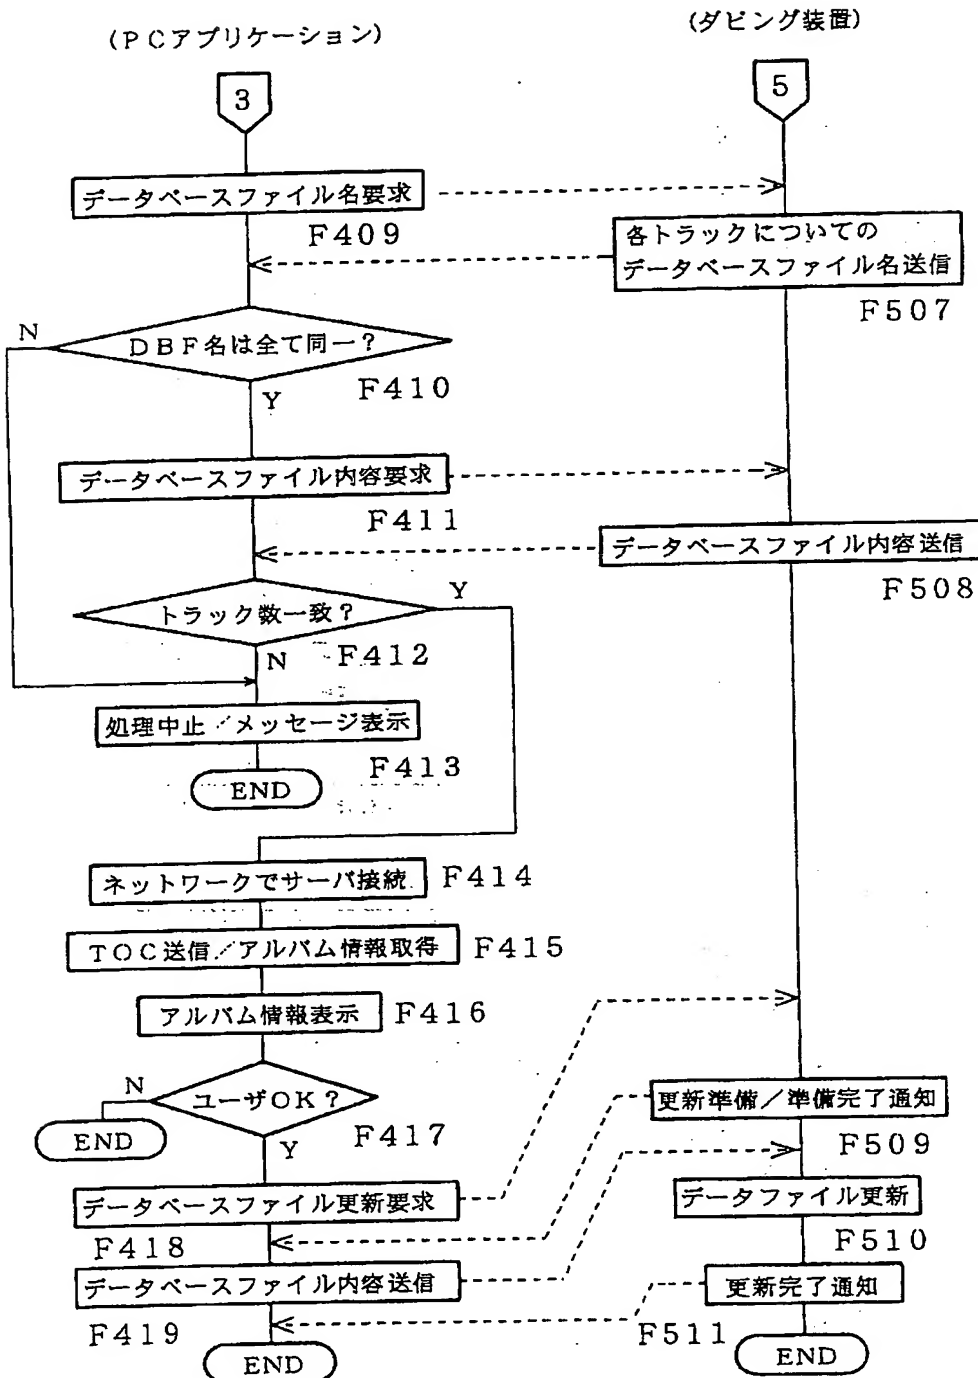 (PCアプリケーション)
(ダビング装置)
3
5
データベースファイル名要求
F409
各トラックについての
データベースファイル名送信
F507
N
DBF名は全て同一?
F410
Y
データベースファイル内容要求
F411
データベースファイル内容送信
F508
トラック数一致?
Y
F412
N
処理中止/メッセージ表示
F413
END
ネットワークでサーバ接続
F414
TOC送信/アルバム情報取得
F415
アルバム情報表示
F416
N
ユーザOK?
END
F417
Y
更新準備/準備完了通知
F509
データベースファイル更新要求
F418
データファイル更新
F510
データベースファイル内容送信
F419
更新完了通知
F511
END
END